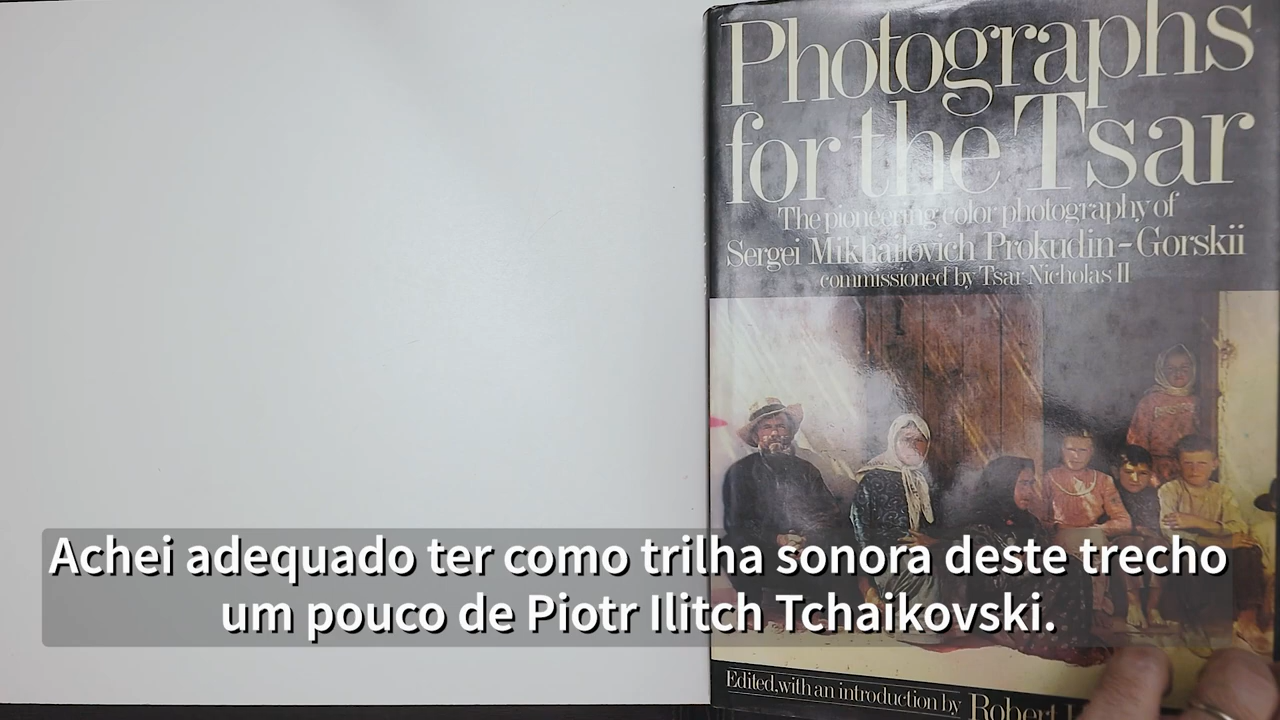 Photographs
for the Tsar
The pioneering color photography of
Sergei Mikhailovich Prokudin-Gorskii
commissioned by Tsar Nicholas II
Achei adequado ter como trilha sonora deste trecho
um pouco de Piotr Ilitch Tchaikovski.
Edited, with an introduction by Robert